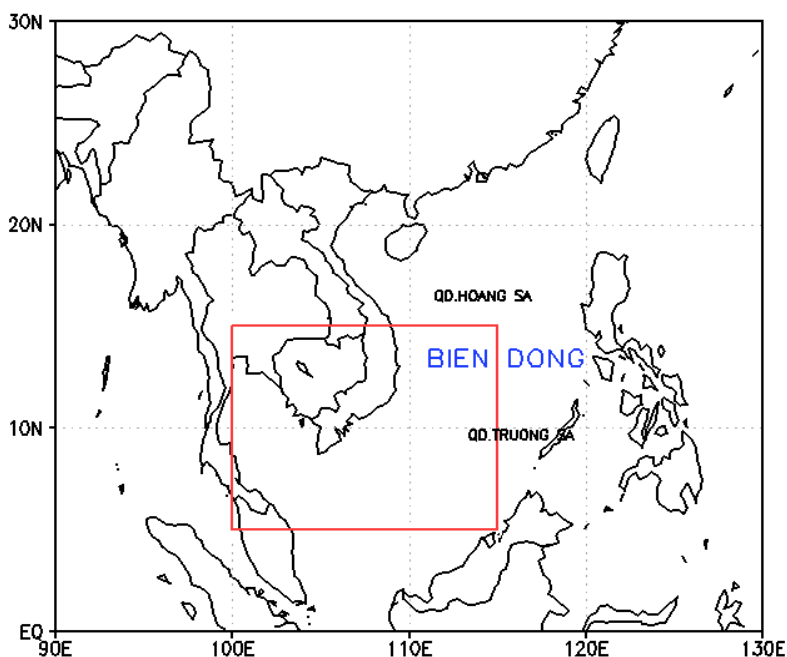 30N
20N
QD.HOANG SA
BIEN DONG
10N
QD.TRUONG SA
EQ
90E 100E 110E 120E 130E